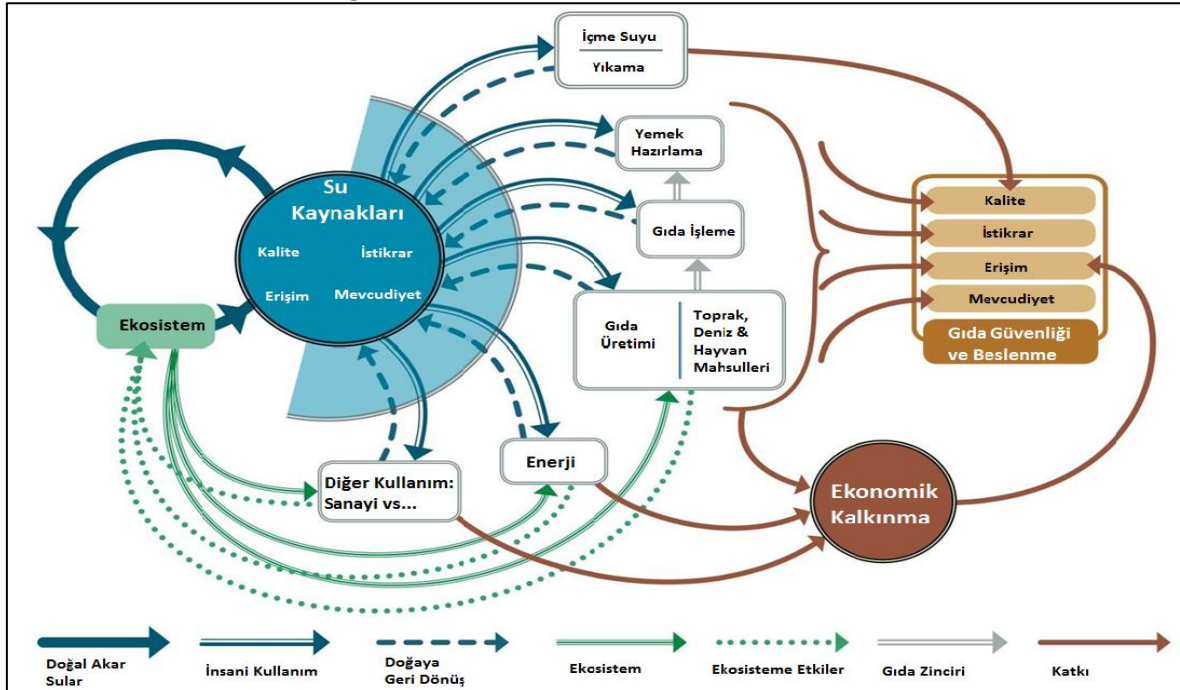 İçme Suyu
Yıkama
Yemek
Hazırlama
Su
Kaynakları
Kalite
İstikrar
Erişim
Mevcudiyet
Gıda İşleme
Kalite
İstikrar
Erişim
Mevcudiyet
Gıda Güvenliği
ve Beslenme
Ekosistem
Gıda
Üretimi
Toprak,
Deniz &
Hayvan
Mahsulleri
Enerji
Diğer Kullanım:
Sanayi vs...
Ekonomik
Kalkınma
Doğal Akar
Sular
İnsani Kullanım
Doğaya
Geri Dönüş
Ekosistem
Ekosisteme Etkiler
Gıda Zinciri
Katkı